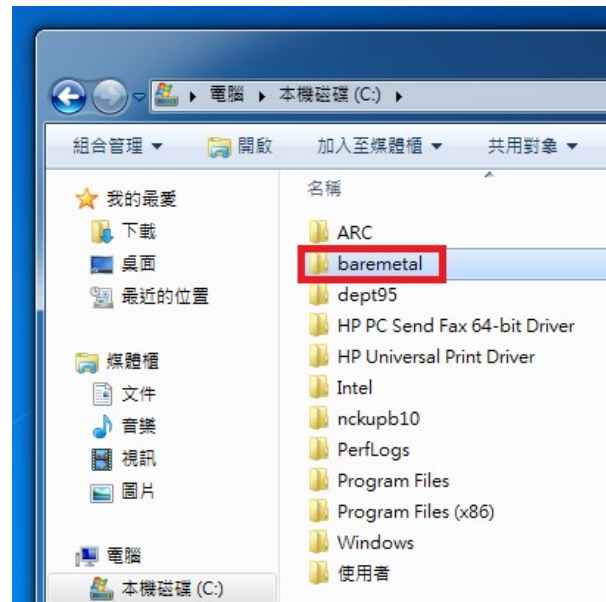 電腦 ▸ 本機磁碟 (C:) ▸
組合管理 ▼ 開啟 加入至媒體櫃 ▼ 共用對象 ▼
我的最愛
下載
桌面
最近的位置
媒體櫃
文件
音樂
視訊
圖片
電腦
本機磁碟 (C:)
名稱
ARC
baremetal
dept95
HP PC Send Fax 64-bit Driver
HP Universal Print Driver
Intel
nckupb10
PerfLogs
Program Files
Program Files (x86)
Windows
使用者